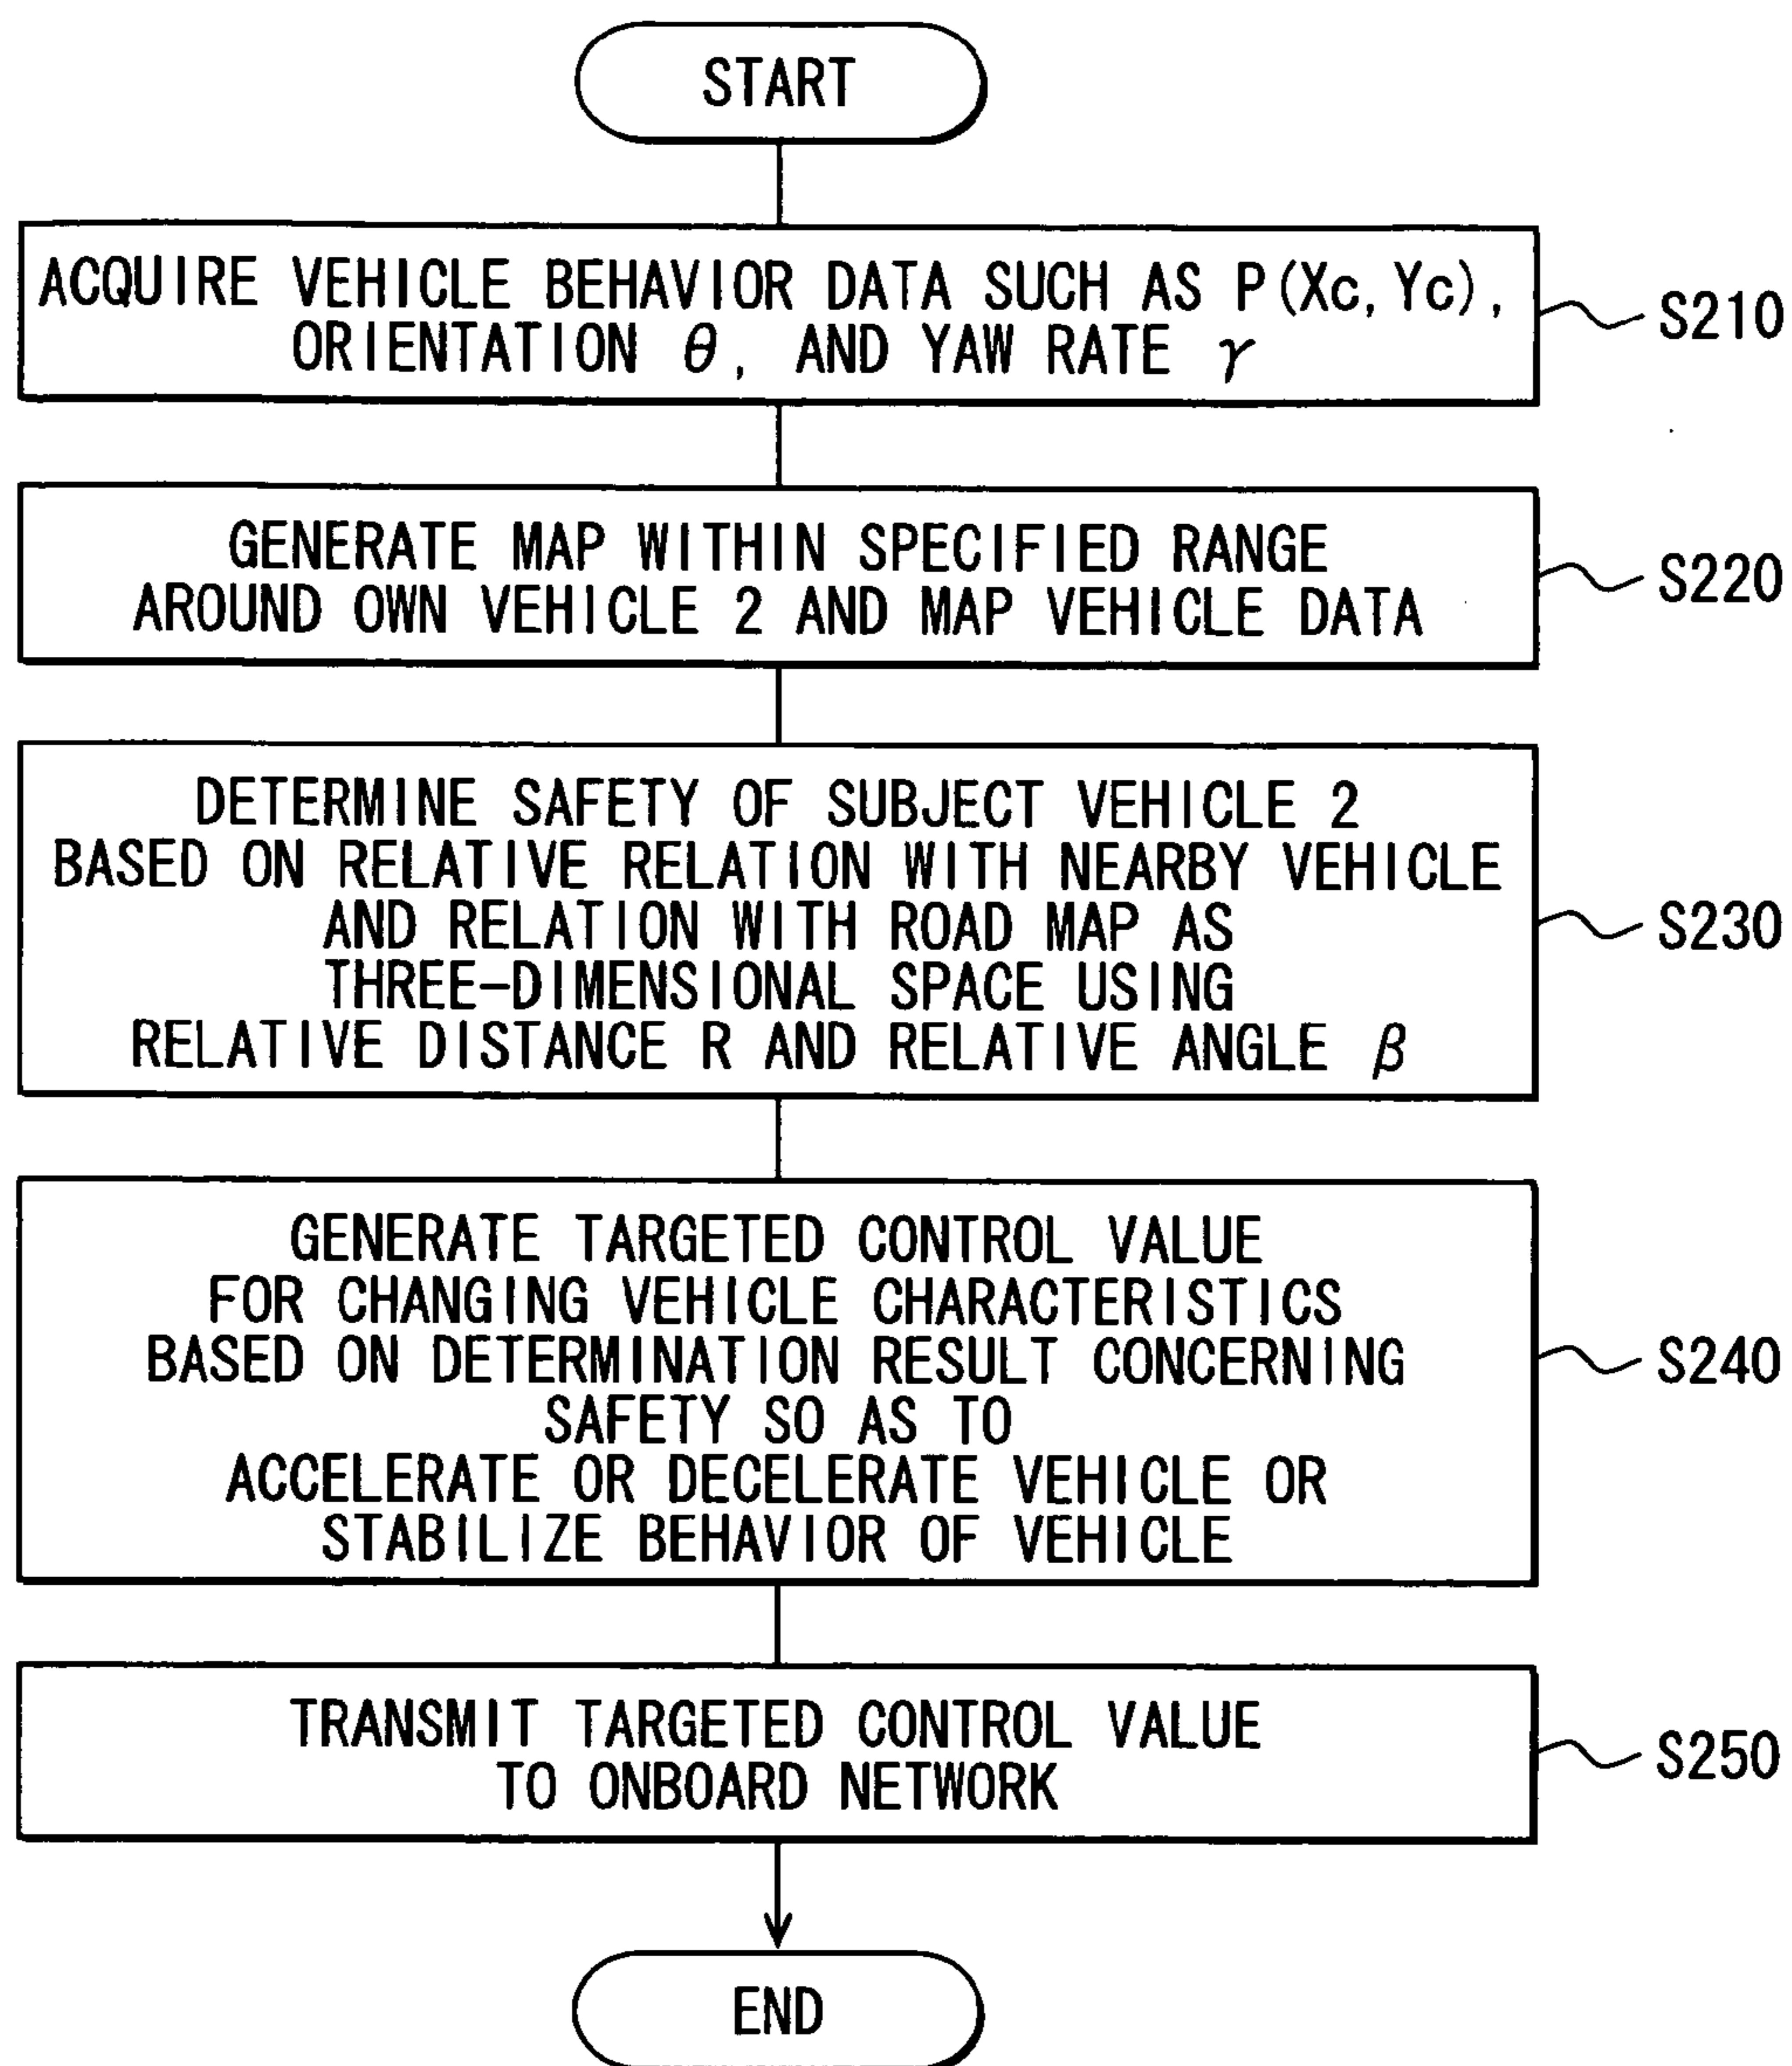 START
ACQUIRE VEHICLE BEHAVIOR DATA SUCH AS P(Xc, Yc),
ORIENTATION θ, AND YAW RATE γ
S210
GENERATE MAP WITHIN SPECIFIED RANGE
AROUND OWN VEHICLE 2 AND MAP VEHICLE DATA
S220
DETERMINE SAFETY OF SUBJECT VEHICLE 2
BASED ON RELATIVE RELATION WITH NEARBY VEHICLE
AND RELATION WITH ROAD MAP AS
THREE-DIMENSIONAL SPACE USING
RELATIVE DISTANCE R AND RELATIVE ANGLE β
S230
GENERATE TARGETED CONTROL VALUE
FOR CHANGING VEHICLE CHARACTERISTICS
BASED ON DETERMINATION RESULT CONCERNING
SAFETY SO AS TO
ACCELERATE OR DECELERATE VEHICLE OR
STABILIZE BEHAVIOR OF VEHICLE
S240
TRANSMIT TARGETED CONTROL VALUE
TO ONBOARD NETWORK
S250
END